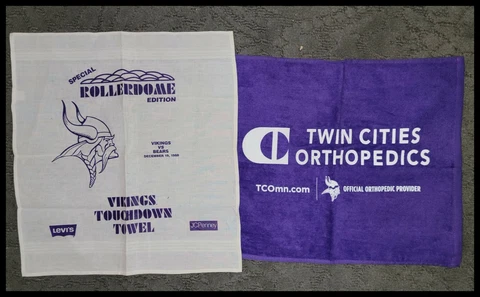 SPECIAL
ROLLERDOME
EDITION
VIKINGS
VS
BEARS
VIKINGS
TOUCHDOWN
TOWEL
LEVI'S
JCPenney
TWIN CITIES
ORTHOPEDICS
TCOmn.com
OFFICIAL ORTHOPEDIC PROVIDER